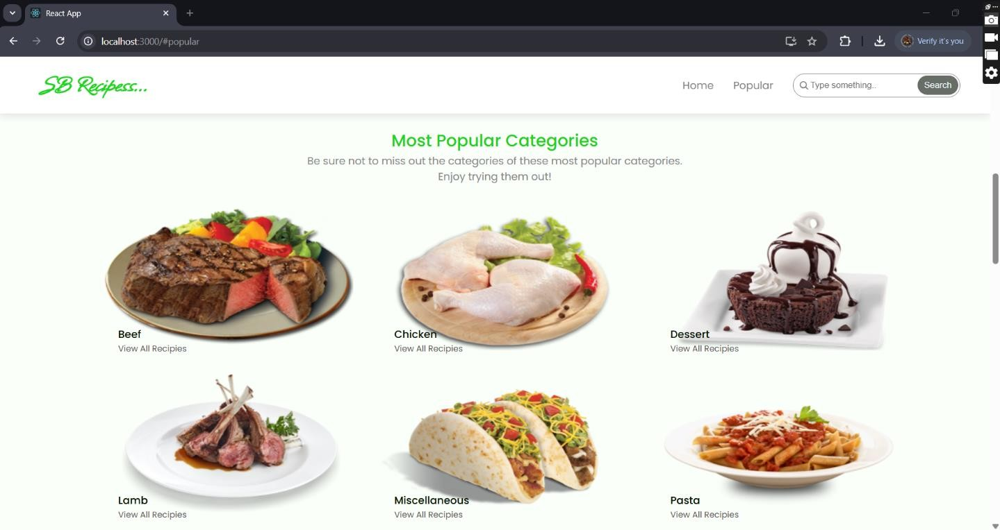 React App
localhost:3000/#popular
Verify it's you
SB Recipess...
Home
Popular
Type something..
Search
Most Popular Categories
Be sure not to miss out the categories of these most popular categories.
Enjoy trying them out!
Beef
View All Recipies
Chicken
View All Recipies
Dessert
View All Recipies
Lamb
View All Recipies
Miscellaneous
View All Recipies
Pasta
View All Recipies